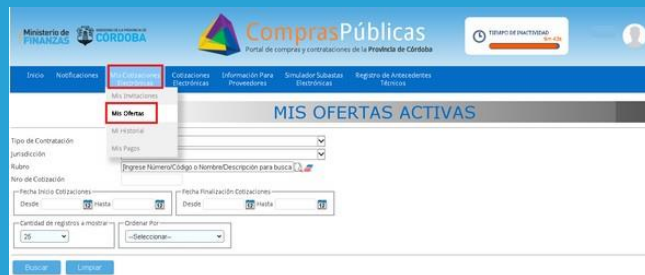 Ministerio de
FINANZAS
CÓRDOBA
ComprasPúblicas
Portal de compras y contrataciones de la Provincia de Córdoba
TIEMPO DE INACTIVIDAD
Inicio
Notificaciones
Mis Cotizaciones
Electrónicas
Cotizaciones
Electrónicas
Información Para
Proveedores
Simulador Subastas
Electrónicas
Registro de Antecedentes
Técnicos
Mis Invitaciones
Mis Ofertas
Mi Historial
Mis Pagos
MIS OFERTAS ACTIVAS
Tipo de Contratación
Jurisdicción
Rubro
Ingrese Número/Código o Nombre/Descripción para busca
Nro de Cotización
Fecha Inicio Cotizaciones
Desde
Hasta
Fecha Finalización Cotizaciones
Desde
Hasta
Cantidad de registros a mostrar
25
Ordenar Por
--Seleccionar--
Buscar
Limpiar